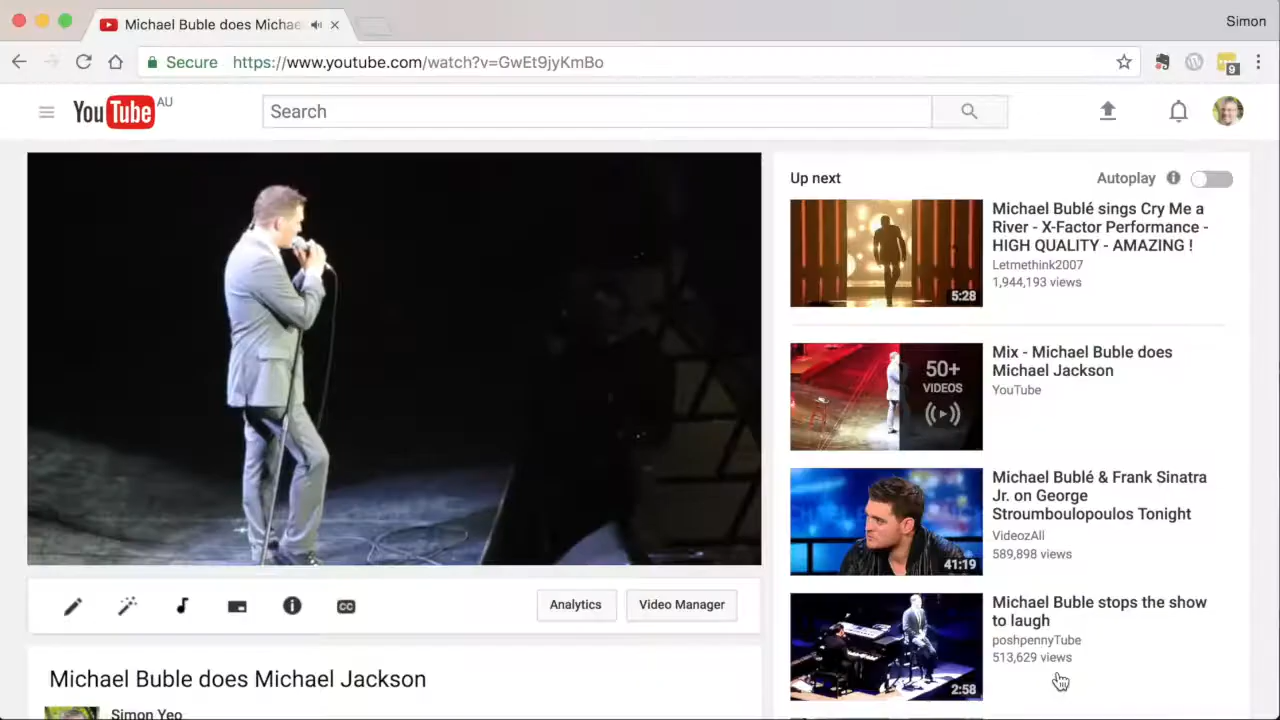 Michael Buble does Michae
Simon
Secure
https://www.youtube.com/watch?v=GwEt9jyKmBo
9
YouTube AU
Search
Up next
Autoplay
Michael Bublé sings Cry Me a
River - X-Factor Performance -
HIGH QUALITY - AMAZING !
Letmethink2007
1,944,193 views
5:28
Mix - Michael Buble does
Michael Jackson
YouTube
50+
VIDEOS
Michael Bublé & Frank Sinatra
Jr. on George
Stroumboulopoulos Tonight
VideozAll
589,898 views
41:19
Michael Buble stops the show
to laugh
poshpennyTube
513,629 views
2:58
CC
Analytics
Video Manager
Michael Buble does Michael Jackson
Simon Yeo